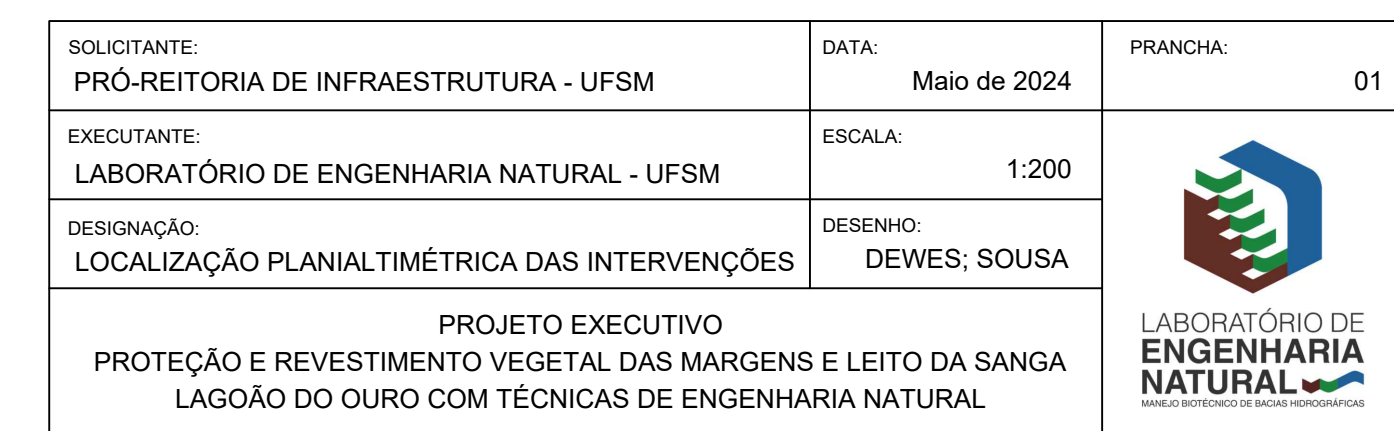 SOLICITANTE:
PRÓ-REITORIA DE INFRAESTRUTURA - UFSM
DATA:
Maio de 2024
PRANCHA:
01
EXECUTANTE:
LABORATÓRIO DE ENGENHARIA NATURAL - UFSM
ESCALA:
1:200
DESIGNAÇÃO:
LOCALIZAÇÃO PLANIALTIMÉTRICA DAS INTERVENÇÕES
DESENHO:
DEWES; SOUSA
PROJETO EXECUTIVO
PROTEÇÃO E REVESTIMENTO VEGETAL DAS MARGENS E LEITO DA SANGA
LAGOÃO DO OURO COM TÉCNICAS DE ENGENHARIA NATURAL
LABORATÓRIO DE
ENGENHARIA
NATURAL
MANEJO BIOTÉCNICO DE BACIAS HIDROGRÁFICAS